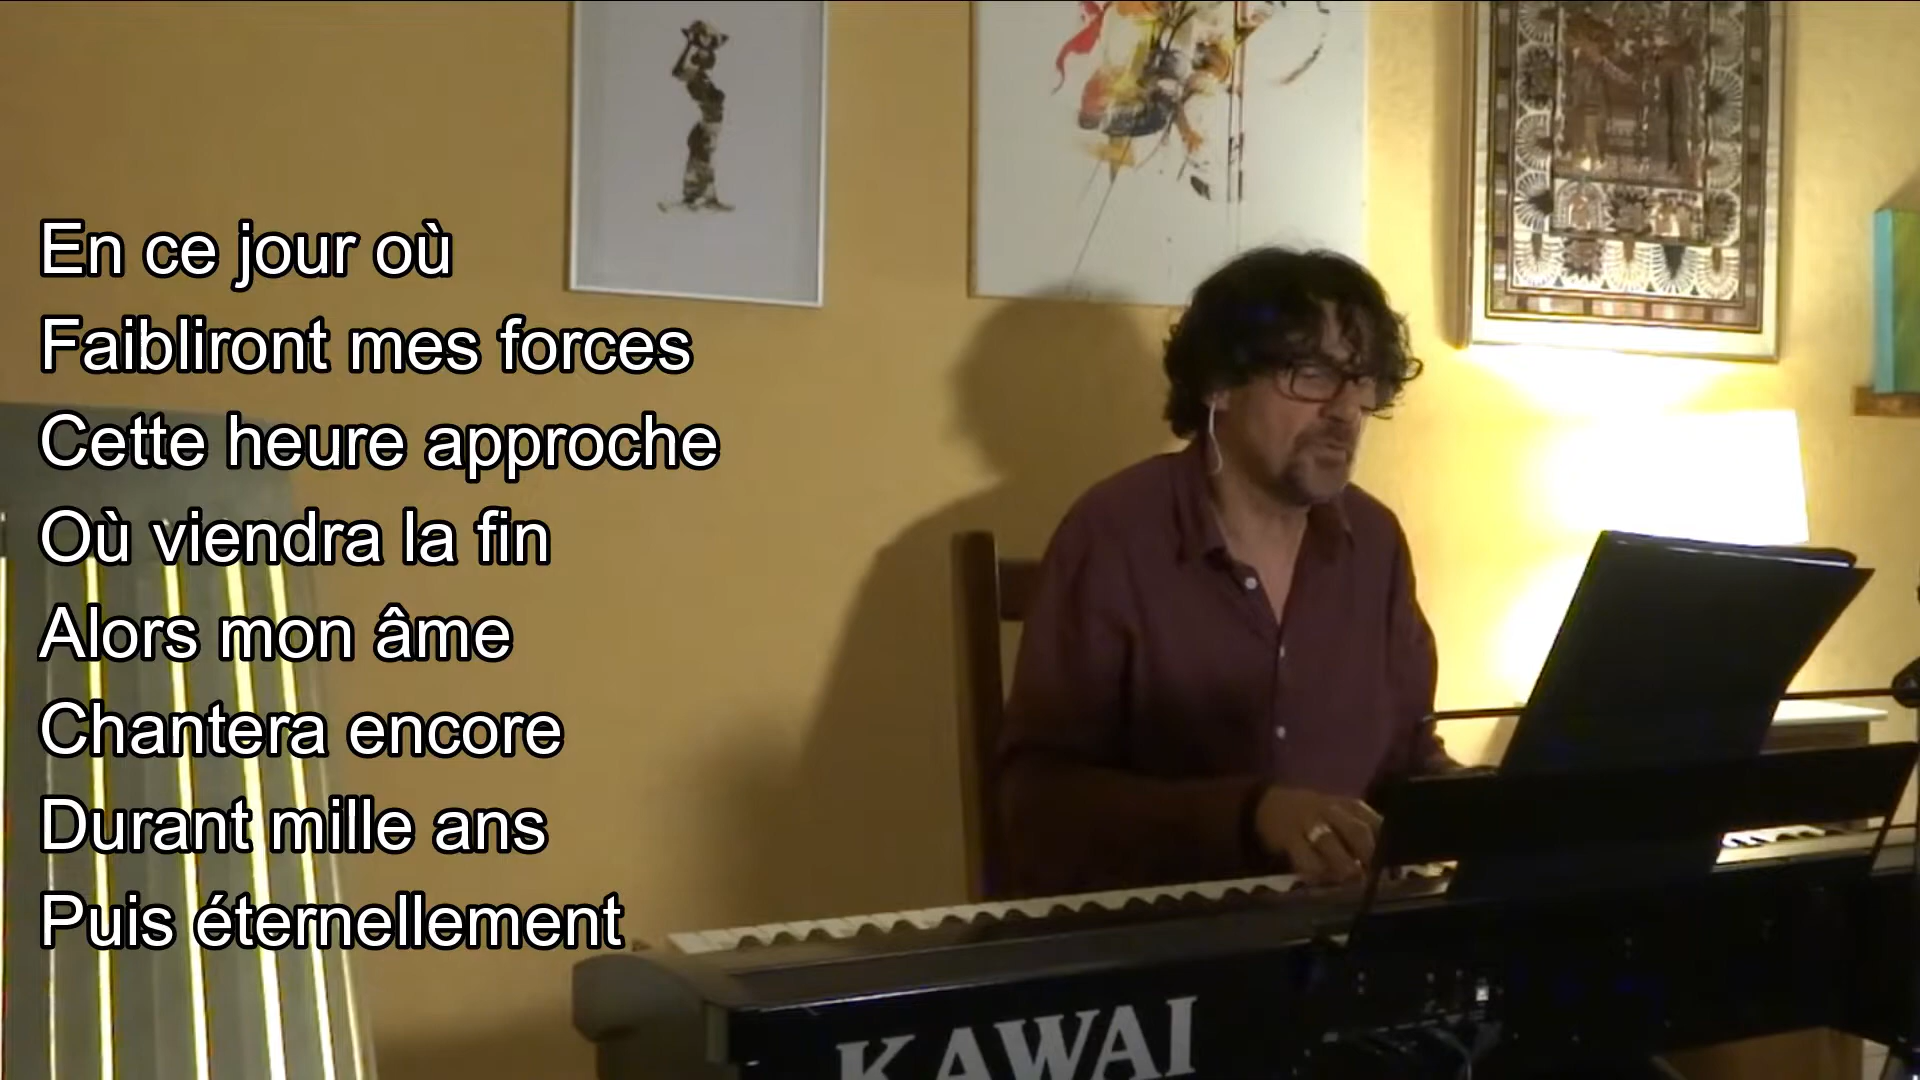 En ce jour où
Faibliront mes forces
Cette heure approche
Où viendra la fin
Alors mon âme
Chantera encore
Durant mille ans
Puis éternellement
KAWAI